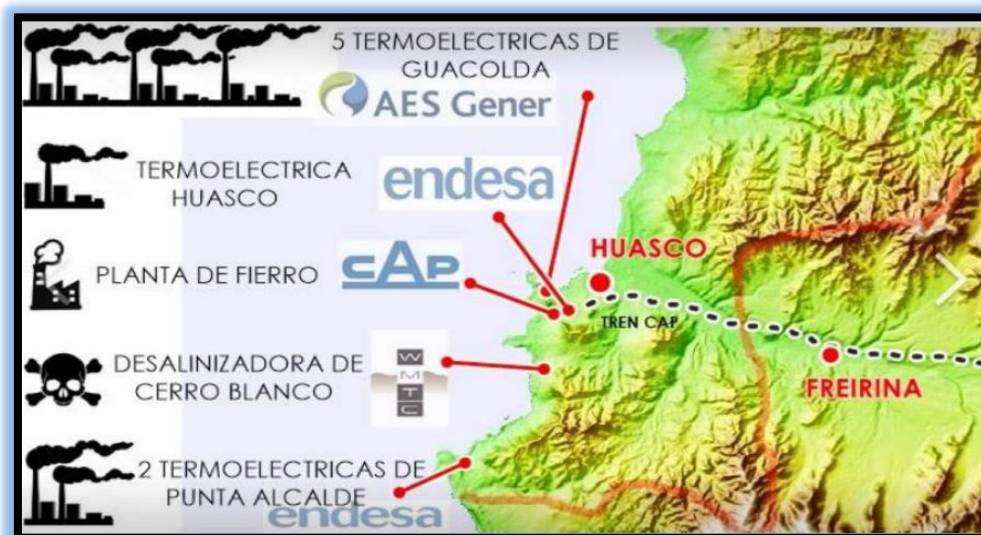 5 TERMOELECTRICAS DE
GUACOLDA
AES Gener
TERMOELECTRICA
HUASCO
endesa
PLANTA DE FIERRO
CAP
DESALINIZADORA DE
CERRO BLANCO
W
M
T
C
2 TERMOELECTRICAS DE
PUNTA ALCALDE
endesa
HUASCO
TREN CAP
FREIRINA